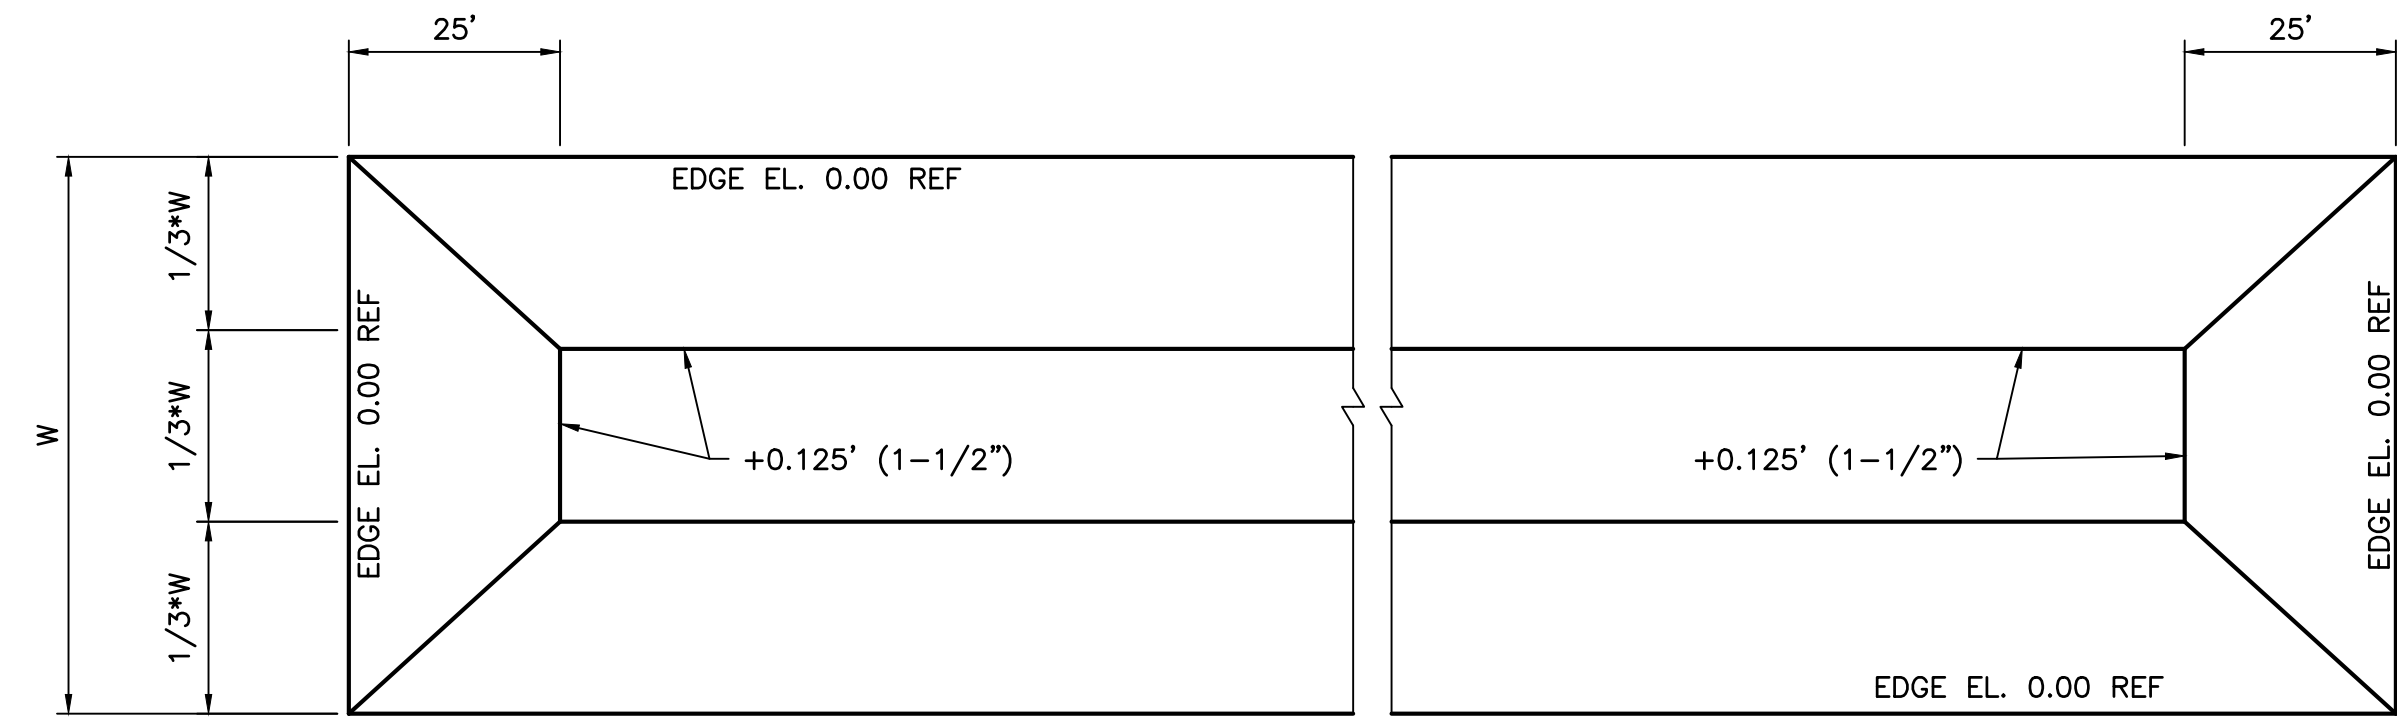 25’
25’
EDGE EL. 0.00 REF
1/3*W
EDGE EL. 0.00 REF
EDGE EL. 0.00 REF
1/3*W
W
+0.125’ (1-1/2”)
+0.125’ (1-1/2”)
1/3*W
EDGE EL. 0.00 REF